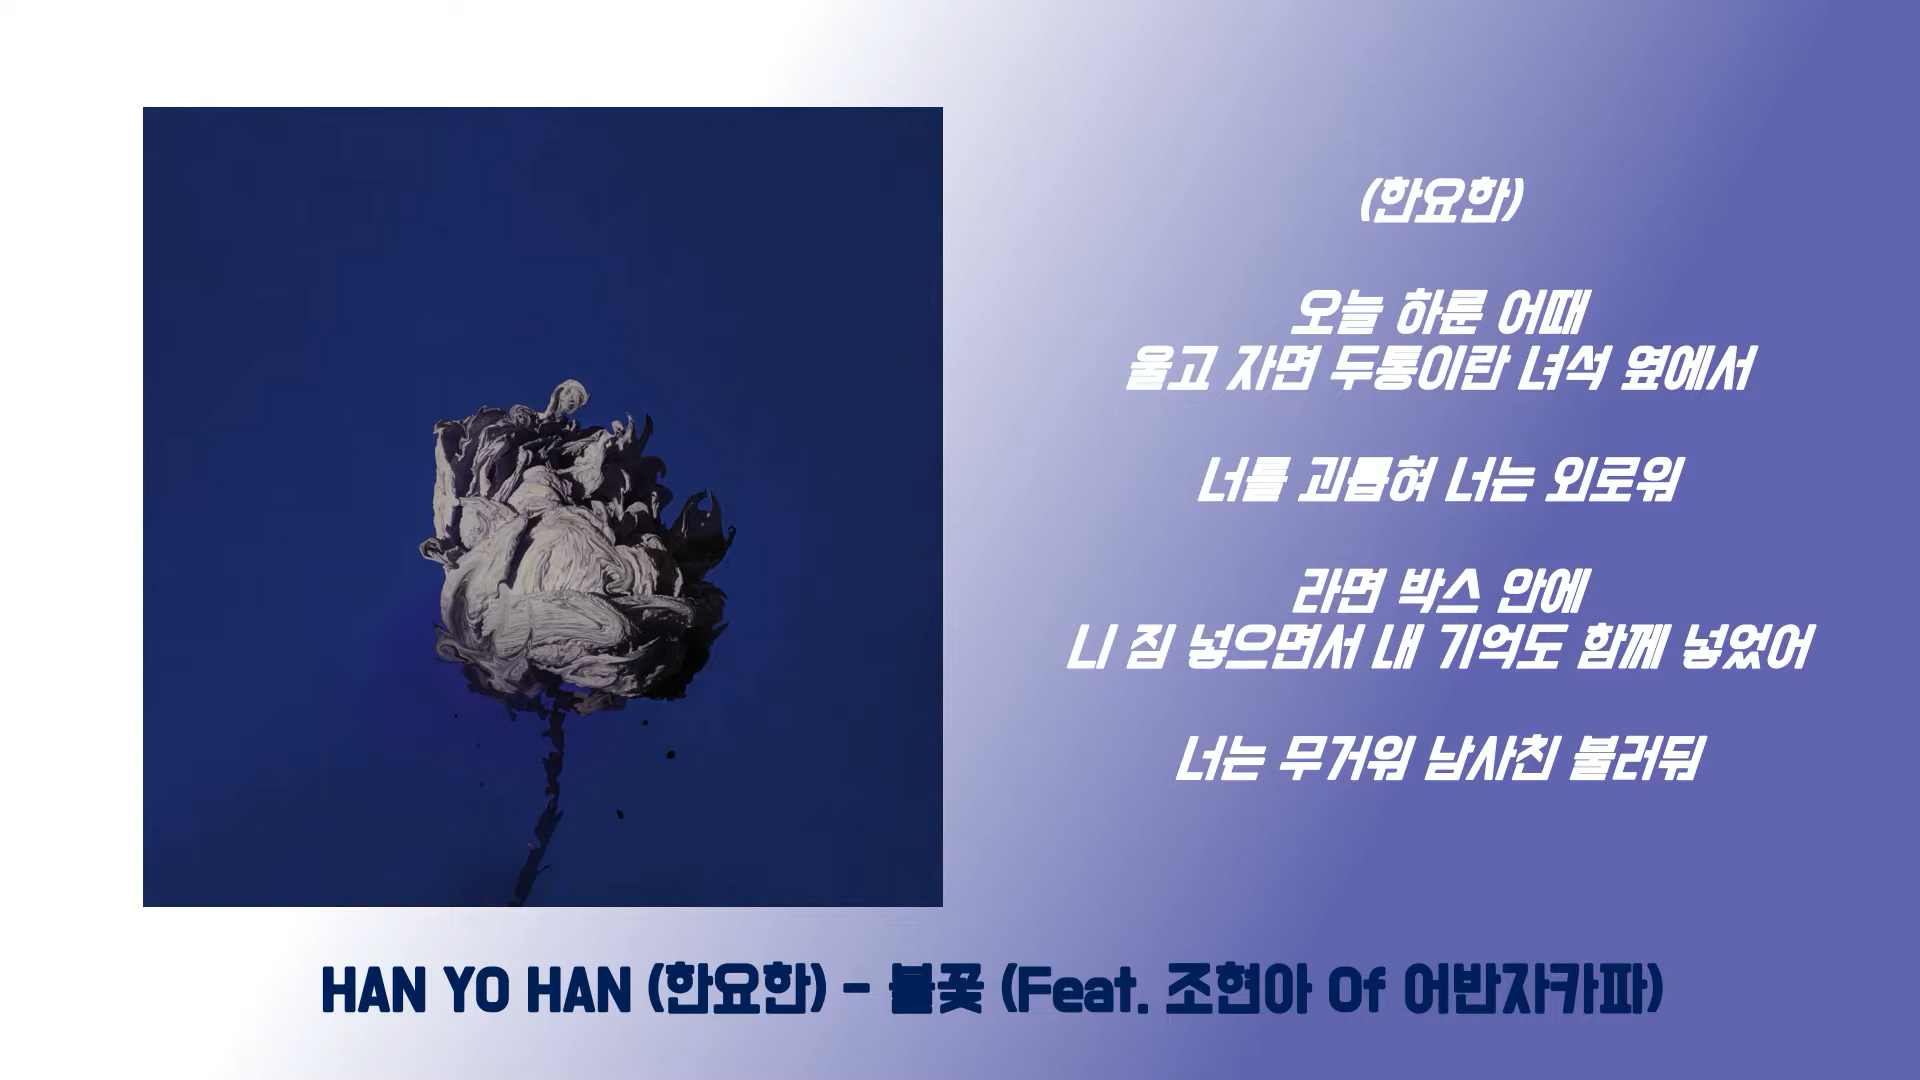 (한요한)
오늘 하룬 어때
울고 자면 두통이란 녀석 옆에서
너를 괴롭혀 너는 외로워
라면 박스 안에
니 짐 넣으면서 내 기억도 함께 넣었어
너는 무거워 남사친 불러둬
HAN YO HAN (한요한) - 불꽃 (Feat. 조현아 Of 어반자카파)